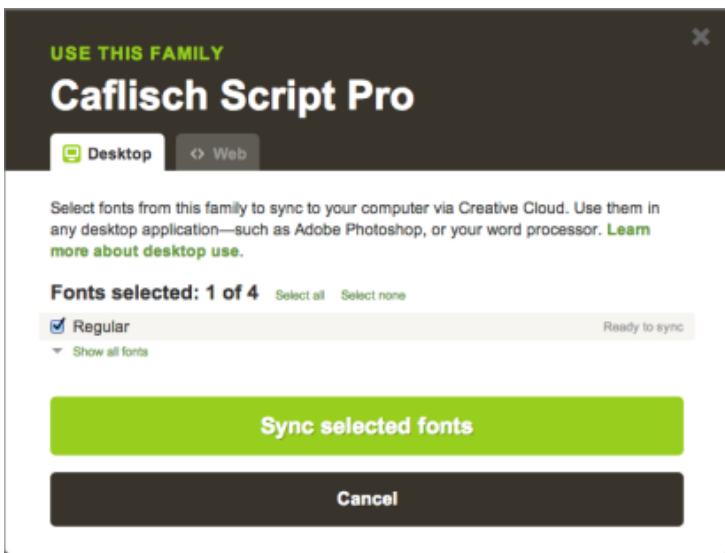 USE THIS FAMILY
Caflisch Script Pro
Desktop <> Web
Select fonts from this family to sync to your computer via Creative Cloud. Use them in
any desktop application—such as Adobe Photoshop, or your word processor. Learn
more about desktop use.
Fonts selected: 1 of 4 Select all Select none
Regular Ready to sync
Show all fonts
Sync selected fonts
Cancel